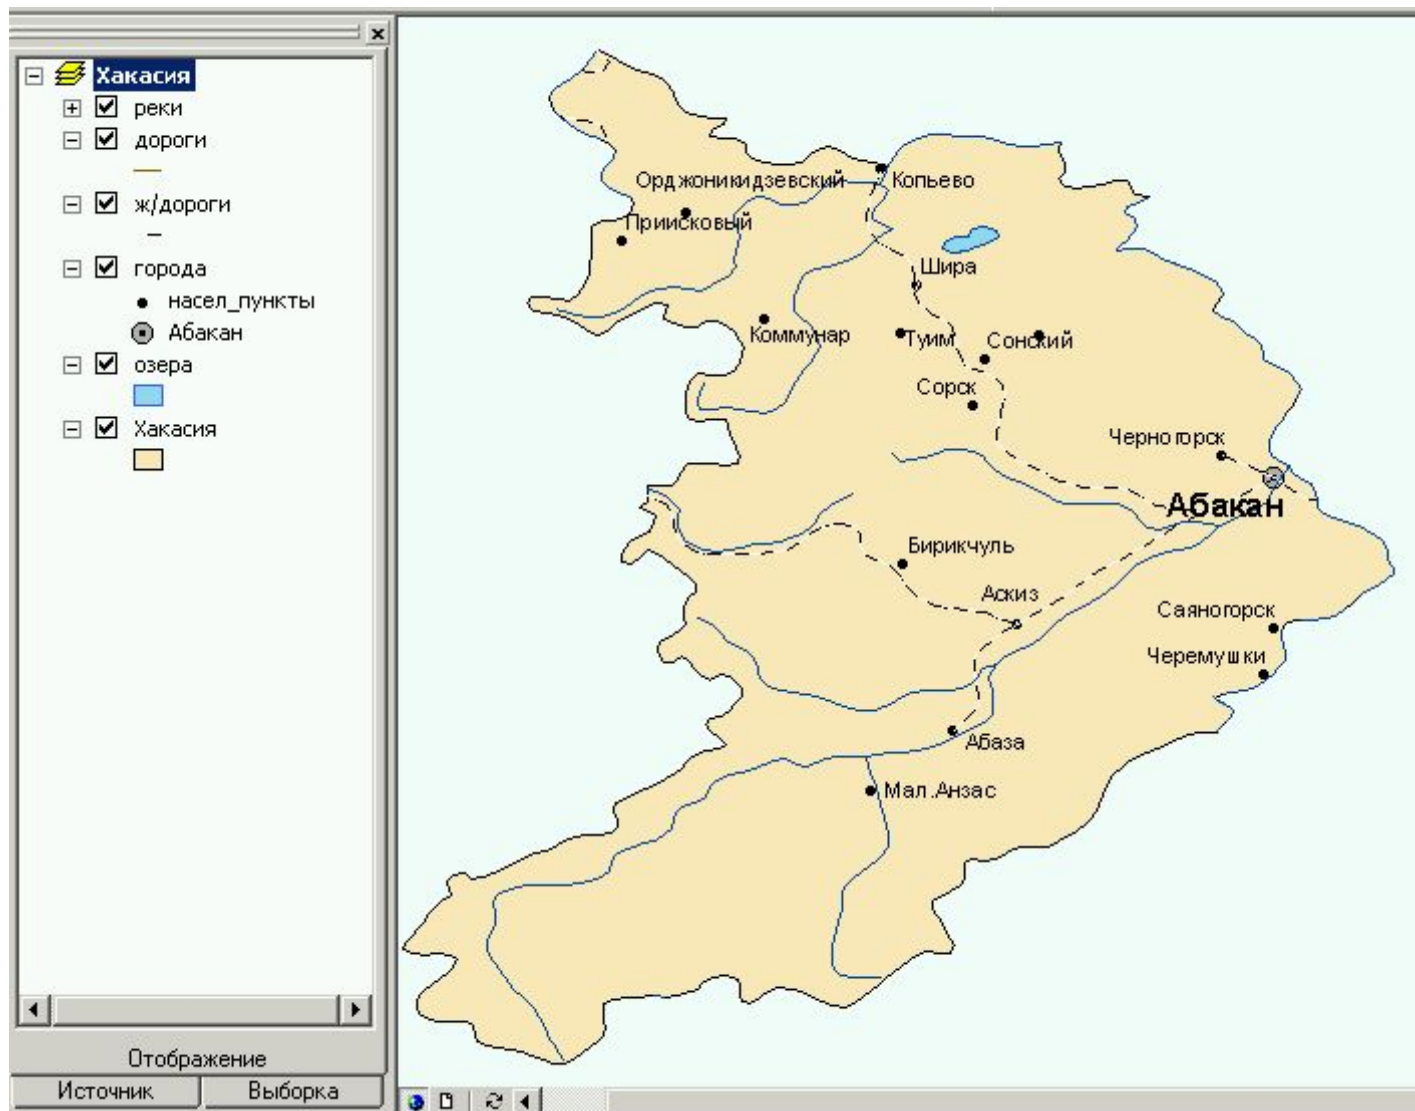 Хакасия
реки
дороги
ж/дороги
города
насел_пункты
Абакан
озера
Хакасия
Отображение
Источник
Выборка
Орджоникидзевский
Копьево
Приисковый
Шира
Коммунар
Туим
Сонский
Сорск
Черногорск
Абакан
Бирикчуль
Аскиз
Саяногорск
Черемушки
Абаза
Мал.Анзас